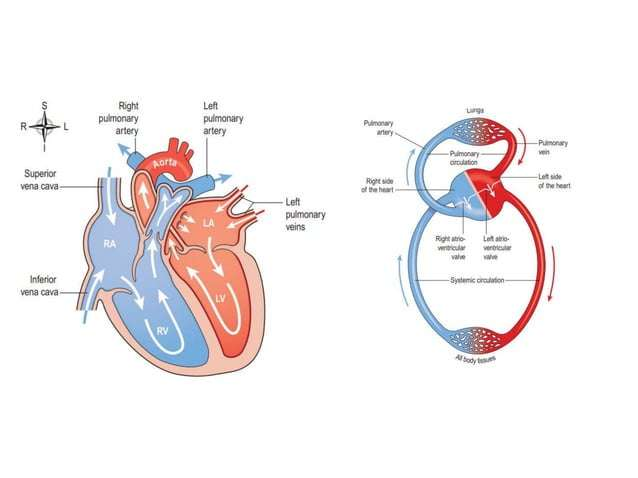 S
R
L
I
Right
pulmonary
artery
Left
pulmonary
artery
Aorta
Superior
vena cava
Left
pulmonary
veins
LA
RA
Inferior
vena cava
LV
RV
Lungs
Pulmonary
artery
Pulmonary
vein
Pulmonary
circulation
Right side
of the heart
Left side
of the heart
Right atrio-
ventricular
valve
Left atrio-
ventricular
valve
Systemic circulation
All body tissues